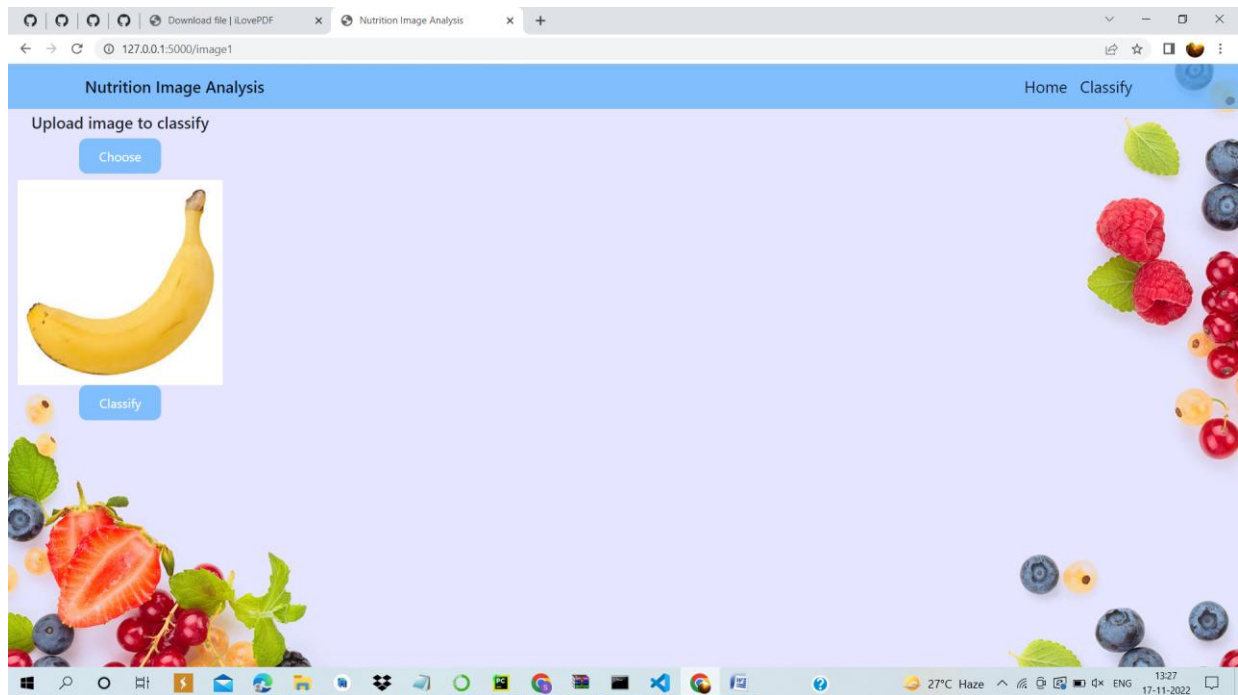 Download file | iLovePDF
Nutrition Image Analysis
127.0.0.1:5000/image1
Nutrition Image Analysis
Home Classify
Upload image to classify
Choose
Classify
27°C Haze
ENG
13:27
17-11-2022